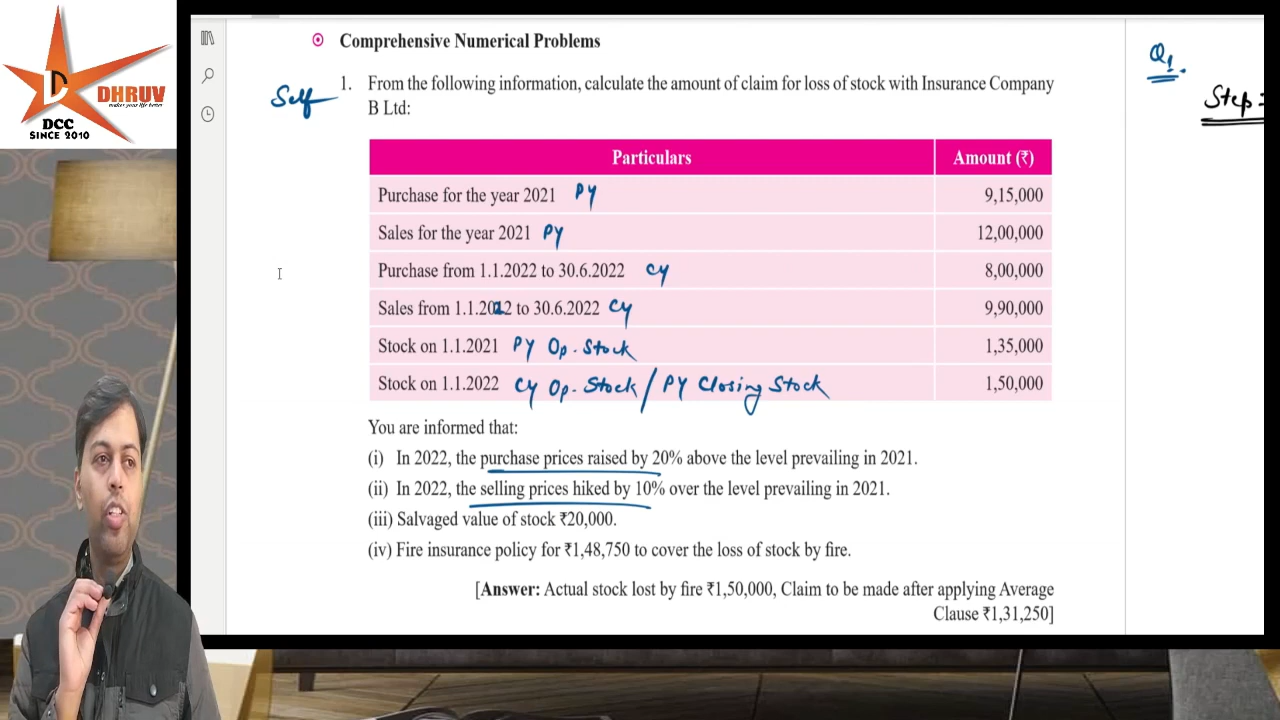 D
DHRUV
makes your life better
DCC
SINCE 2010
Comprehensive Numerical Problems
Q1.
Step:
Self
1. From the following information, calculate the amount of claim for loss of stock with Insurance Company
B Ltd:
Particulars Amount (₹)
Purchase for the year 2021 PY 9,15,000
Sales for the year 2021 PY 12,00,000
Purchase from 1.1.2022 to 30.6.2022 CY 8,00,000
Sales from 1.1.2022 to 30.6.2022 CY 9,90,000
Stock on 1.1.2021 PY Op. Stock 1,35,000
Stock on 1.1.2022 CY Op. Stock / PY Closing Stock 1,50,000
You are informed that:
(i) In 2022, the purchase prices raised by 20% above the level prevailing in 2021.
(ii) In 2022, the selling prices hiked by 10% over the level prevailing in 2021.
(iii) Salvaged value of stock ₹20,000.
(iv) Fire insurance policy for ₹1,48,750 to cover the loss of stock by fire.
[Answer: Actual stock lost by fire ₹1,50,000, Claim to be made after applying Average
Clause ₹1,31,250]